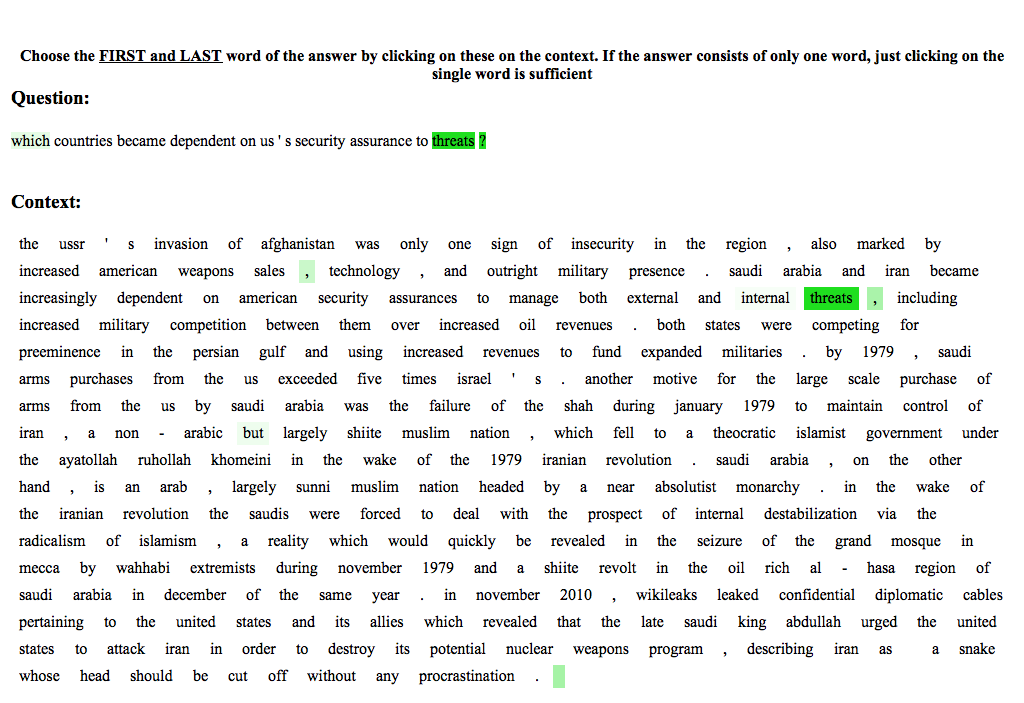 Choose the FIRST and LAST word of the answer by clicking on these on the context. If the answer consists of only one word, just clicking on the
single word is sufficient
Question:
which countries became dependent on us ' s security assurance to threats ?
Context:
the ussr ' s invasion of afghanistan was only one sign of insecurity in the region , also marked by
increased american weapons sales , technology , and outright military presence . saudi arabia and iran became
increasingly dependent on american security assurances to manage both external and internal threats , including
increased military competition between them over increased oil revenues . both states were competing for
preeminence in the persian gulf and using increased revenues to fund expanded militaries . by 1979 , saudi
arms purchases from the us exceeded five times israel ' s . another motive for the large scale purchase of
arms from the us by saudi arabia was the failure of the shah during january 1979 to maintain control of
iran , a non - arabic but largely shiite muslim nation , which fell to a theocratic islamist government under
the ayatollah ruhollah khomeini in the wake of the 1979 iranian revolution . saudi arabia , on the other
hand , is an arab , largely sunni muslim nation headed by a near absolutist monarchy . in the wake of
the iranian revolution the saudis were forced to deal with the prospect of internal destabilization via the
radicalism of islamism , a reality which would quickly be revealed in the seizure of the grand mosque in
mecca by wahhabi extremists during november 1979 and a shiite revolt in the oil rich al - hasa region of
saudi arabia in december of the same year . in november 2010 , wikileaks leaked confidential diplomatic cables
pertaining to the united states and its allies which revealed that the late saudi king abdullah urged the united
states to attack iran in order to destroy its potential nuclear weapons program , describing iran as a snake
whose head should be cut off without any procrastination .